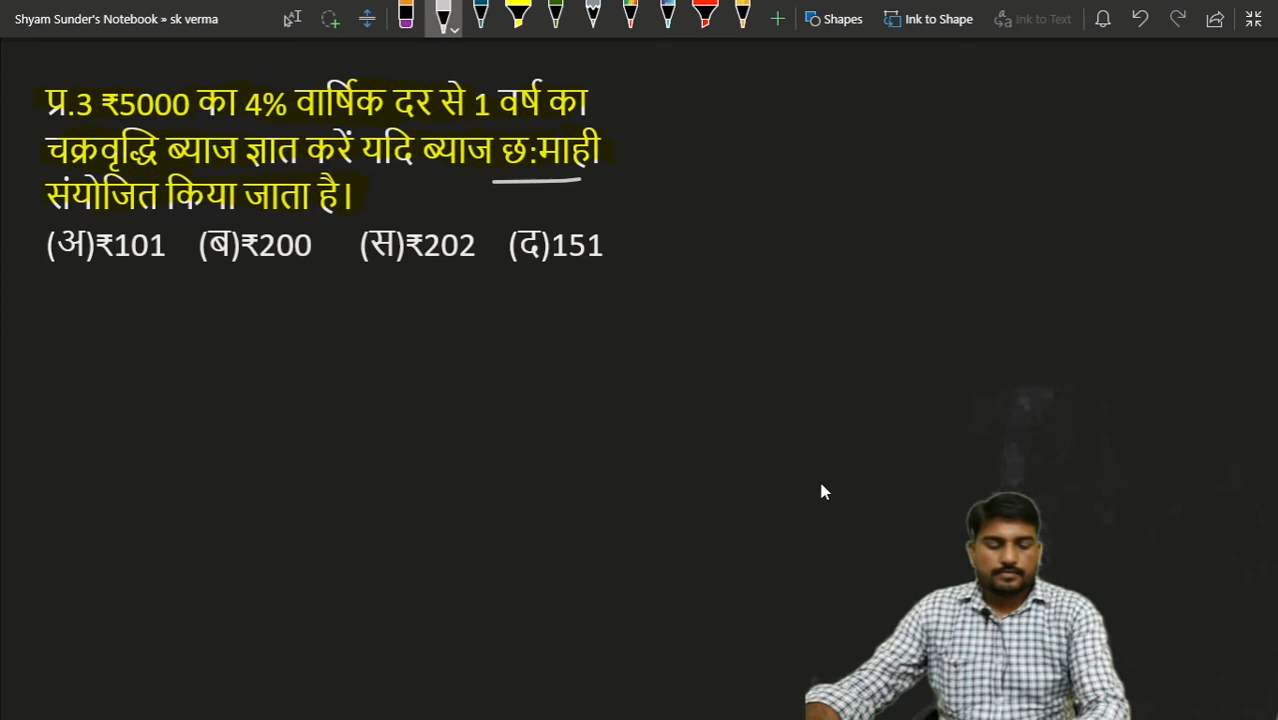 Shyam Sunder's Notebook » sk verma
Shapes
Ink to Shape
Ink to Text
प्र.3 ₹5000 का 4% वार्षिक दर से 1 वर्ष का
चक्रवृद्धि ब्याज ज्ञात करें यदि ब्याज छ:माही
संयोजित किया जाता है।
(अ)₹101 (ब)₹200 (स)₹202 (द)151